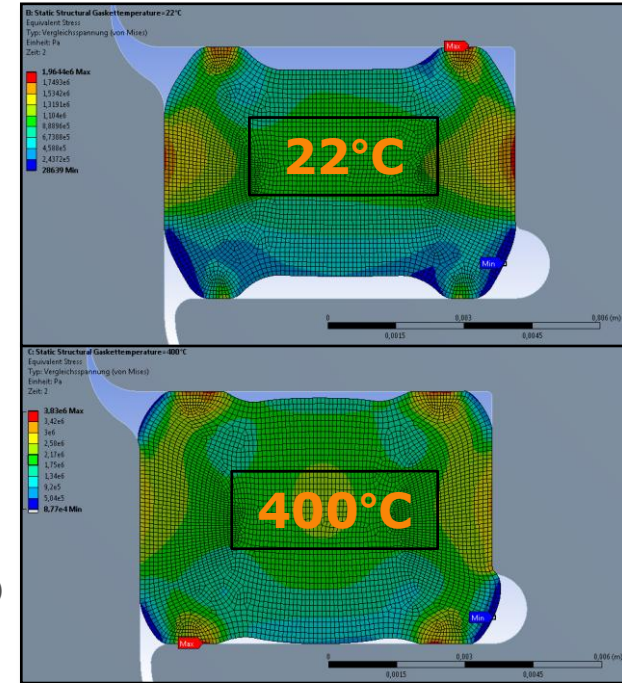 B: Static Structural Gaskettemperature=22°C
Equivalent Stress
Typ: Vergleichsspannung (von Mises)
Einheit: Pa
Zeit: 2
1,9644e6 Max
1,7493e6
1,5342e6
1,3191e6
1,104e6
8,8896e5
6,7388e5
4,588e5
2,4372e5
28639 Min
Max
22°C
Min
0 0,003 0,006 (m)
0,0015 0,0045
C: Static Structural Gaskettemperature=400°C
Equivalent Stress
Typ: Vergleichsspannung (von Mises)
Einheit: Pa
Zeit: 2
3,83e6 Max
3,42e6
3e6
2,58e6
2,17e6
1,75e6
1,34e6
9,2e5
5,04e5
8,77e4 Min
400°C
Min
Max
0 0,003 0,006 (m)
0,0015 0,0045
)